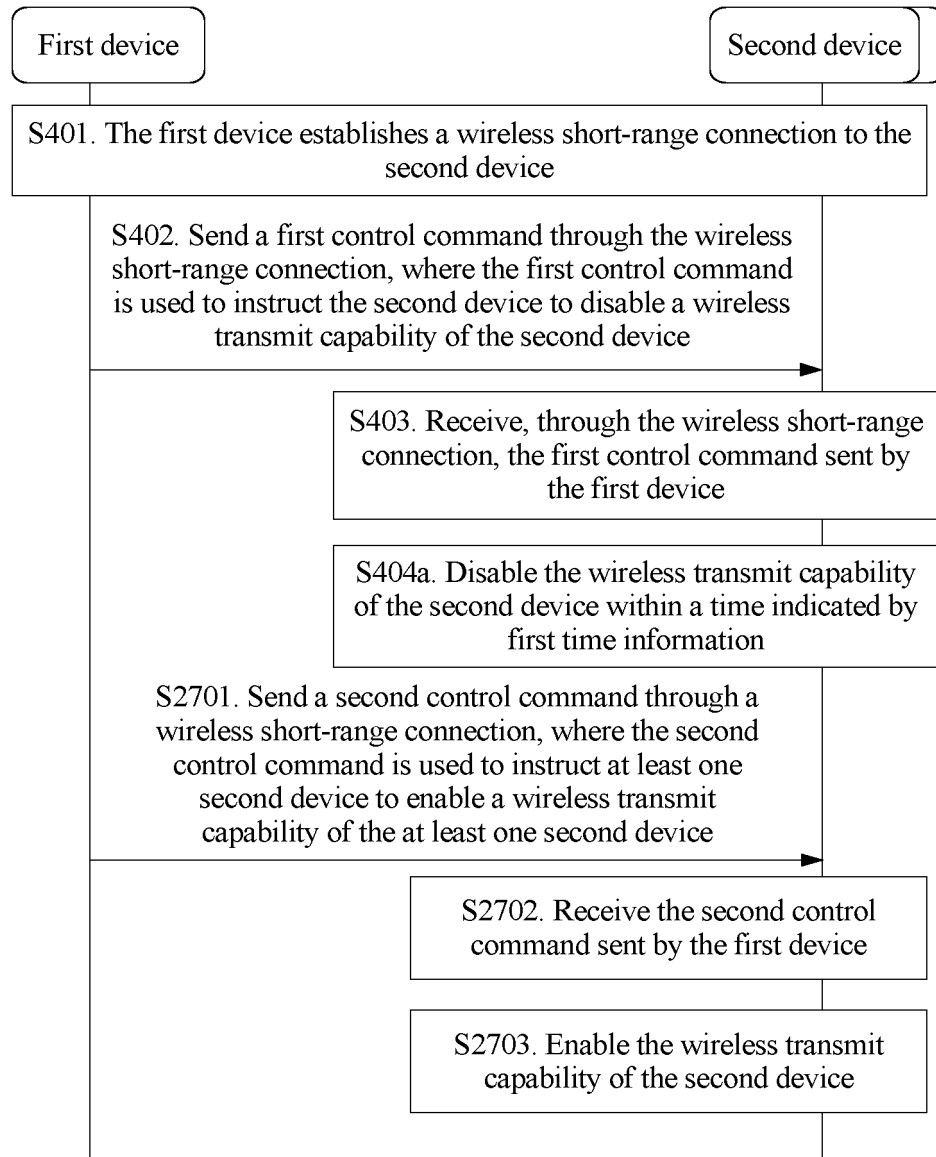 First device
Second device
S401. The first device establishes a wireless short-range connection to the
second device
S402. Send a first control command through the wireless
short-range connection, where the first control command
is used to instruct the second device to disable a wireless
transmit capability of the second device
S403. Receive, through the wireless short-range
connection, the first control command sent by
the first device
S404a. Disable the wireless transmit capability
of the second device within a time indicated by
first time information
S2701. Send a second control command through a
wireless short-range connection, where the second
control command is used to instruct at least one
second device to enable a wireless transmit
capability of the at least one second device
S2702. Receive the second control
command sent by the first device
S2703. Enable the wireless transmit
capability of the second device